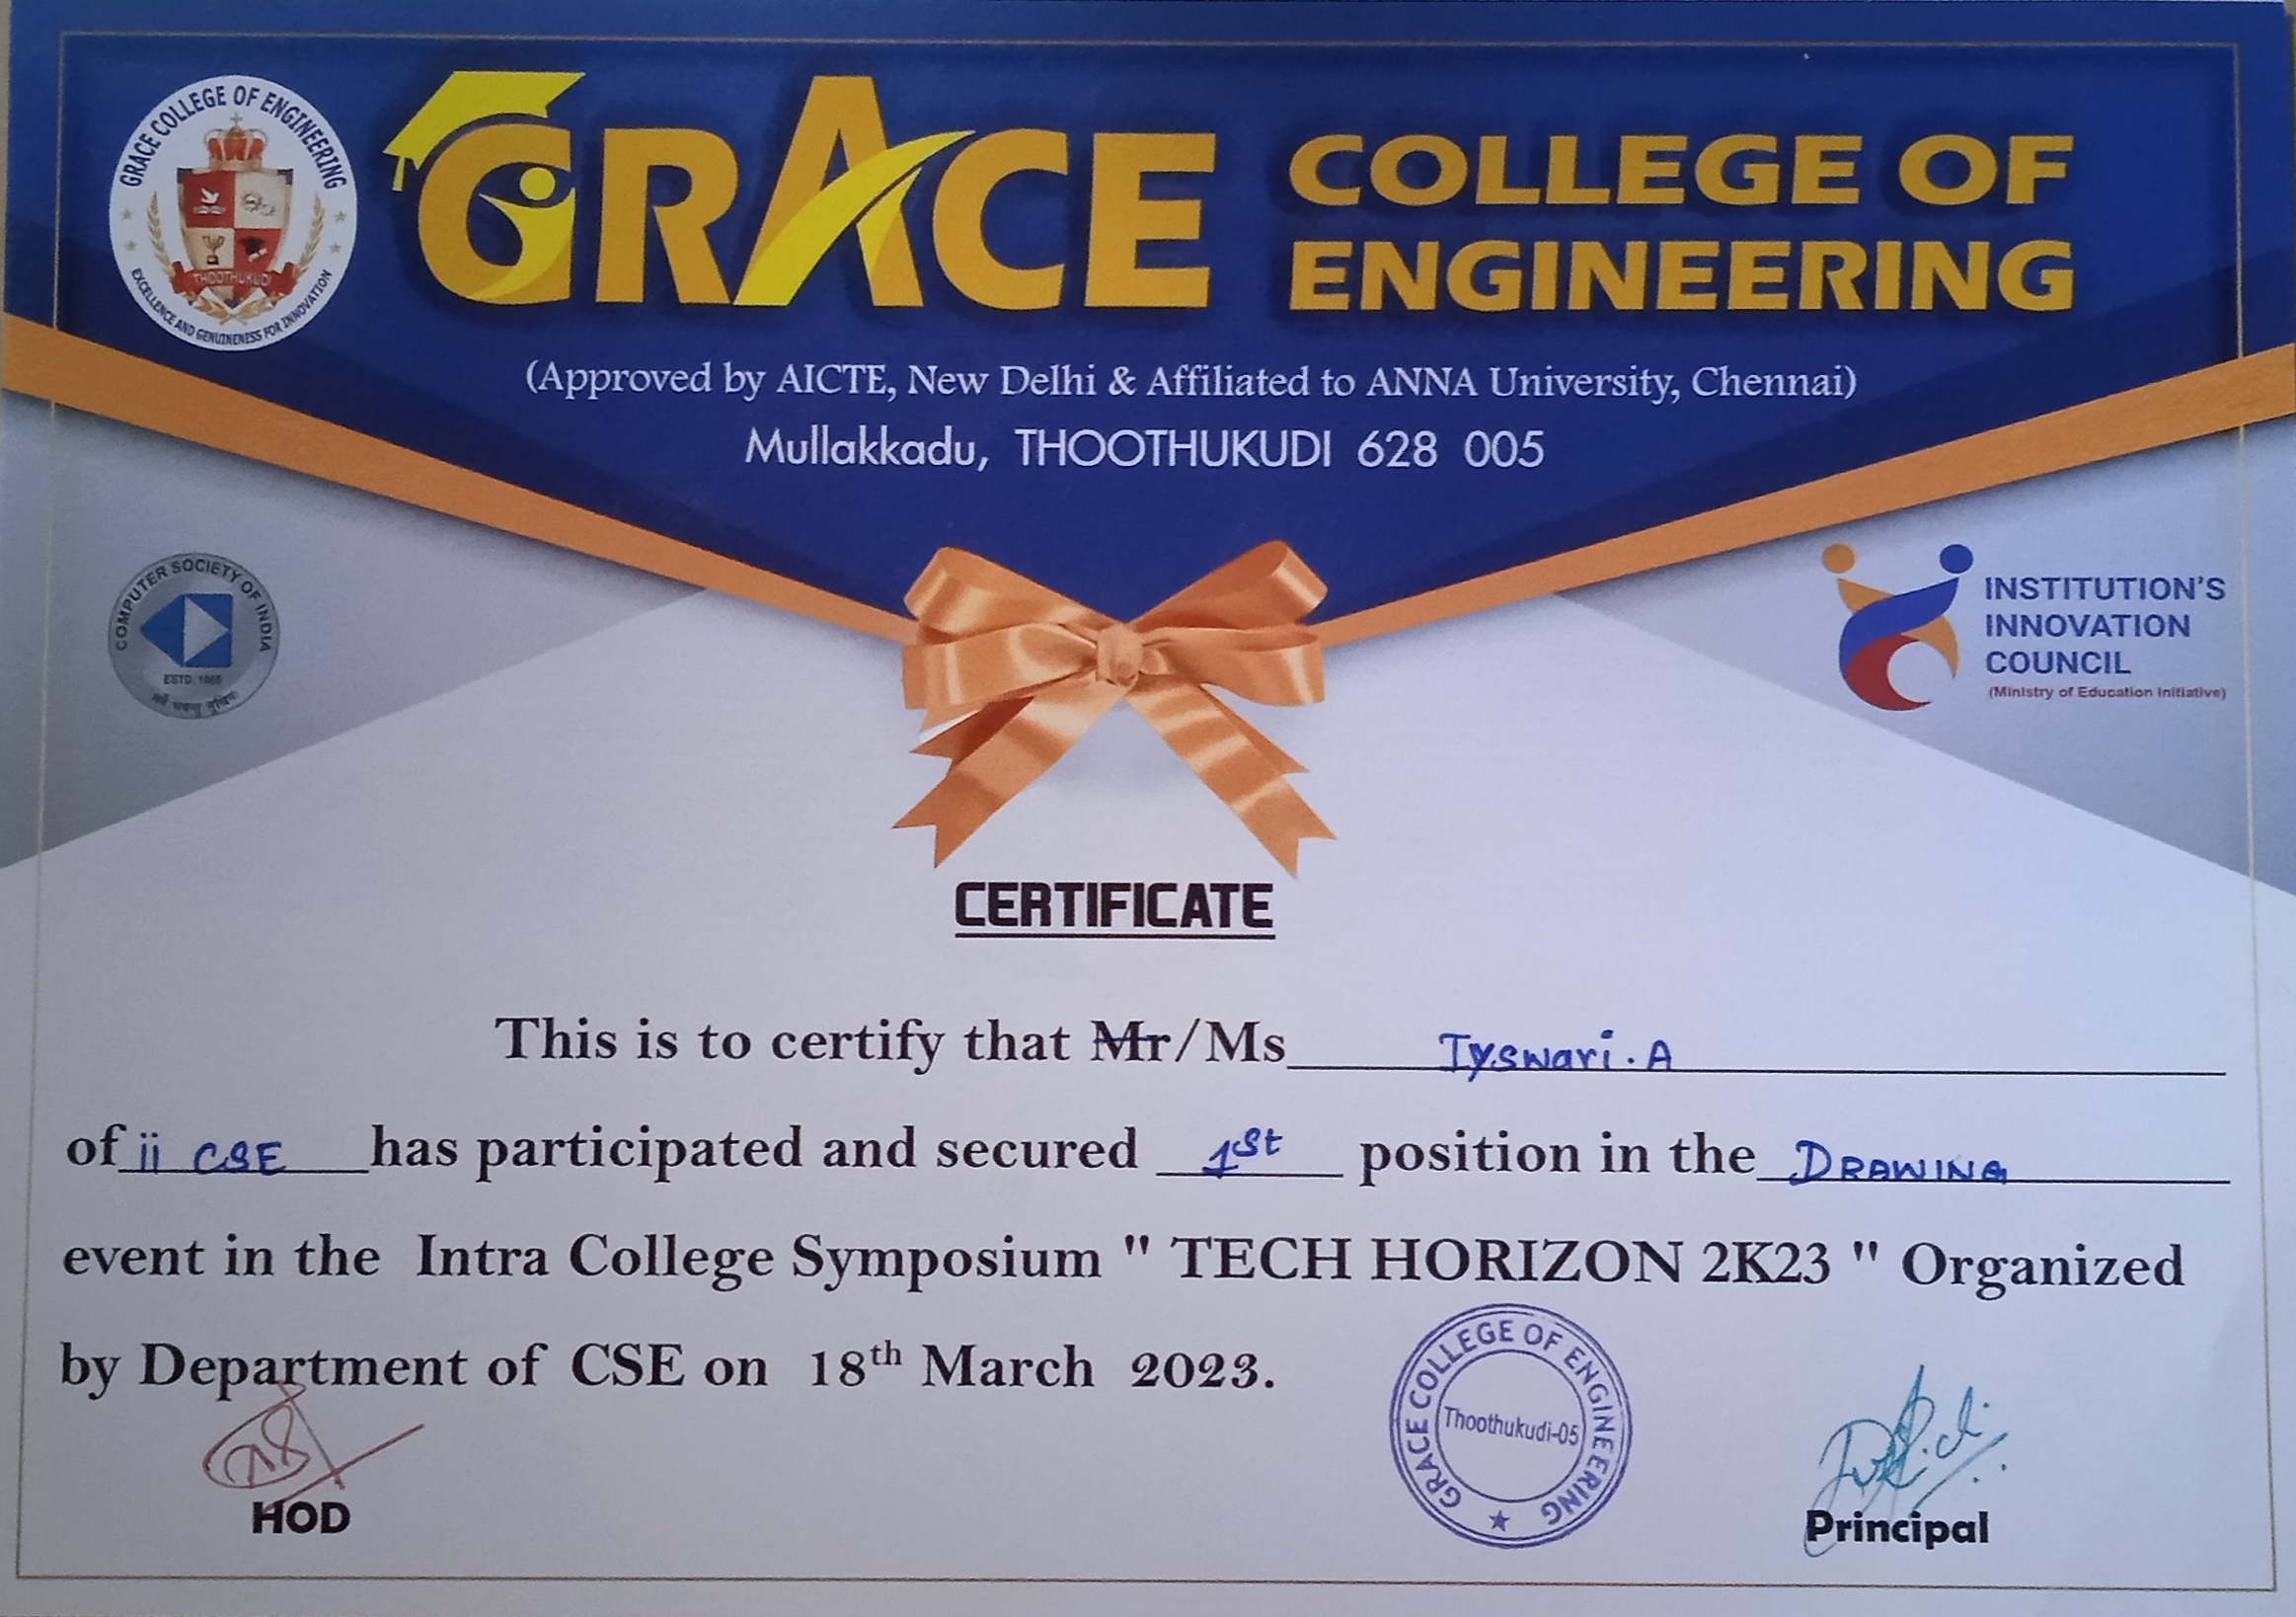 GRACE COLLEGE OF ENGINEERING
THOOTHUKUDI
EXCELLENCE AND GENUINENESS FOR INNOVATION
GRACE COLLEGE OF
ENGINEERING
(Approved by AICTE, New Delhi & Affiliated to ANNA University, Chennai)
Mullakkadu, THOOTHUKUDI 628 005
COMPUTER SOCIETY OF INDIA
ESTD. 1965
INSTITUTION'S
INNOVATION
COUNCIL
(Ministry of Education Initiative)
CERTIFICATE
This is to certify that Mr/Ms Iyswari.A
of ii CSE has participated and secured 1st position in the DRAWING
event in the Intra College Symposium " TECH HORIZON 2K23 " Organized
by Department of CSE on 18th March 2023.
GRACE COLLEGE OF ENGINEERING
Thoothukudi-05
HOD
Principal